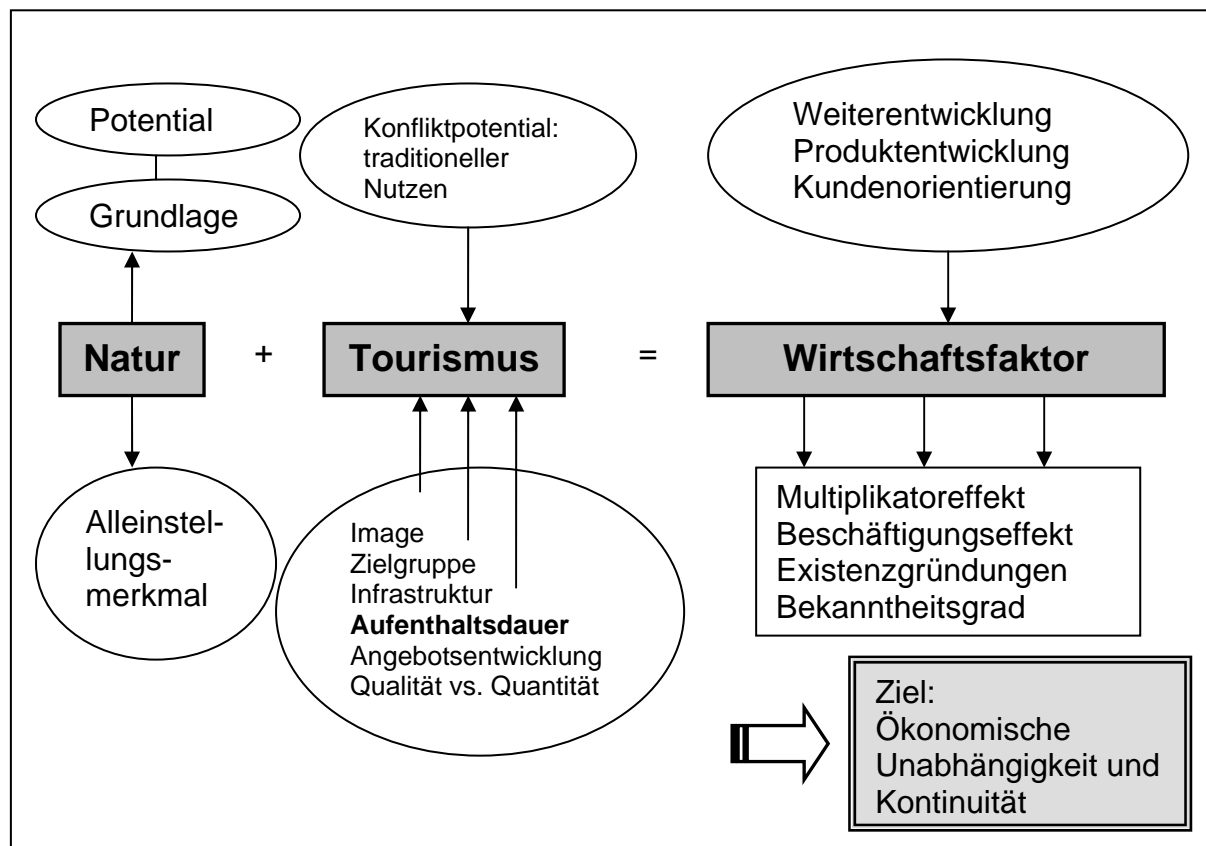 Potential
Grundlage
Konfliktpotential:
traditioneller
Nutzen
Weiterentwicklung
Produktentwicklung
Kundenorientierung
Natur + Tourismus = Wirtschaftsfaktor
Alleinstel-
lungs-
merkmal
Image
Zielgruppe
Infrastruktur
Aufenthaltsdauer
Angebotsentwicklung
Qualität vs. Quantität
Multiplikatoreffekt
Beschäftigungseffekt
Existenzgründungen
Bekanntheitsgrad
Ziel:
Ökonomische
Unabhängigkeit und
Kontinuität